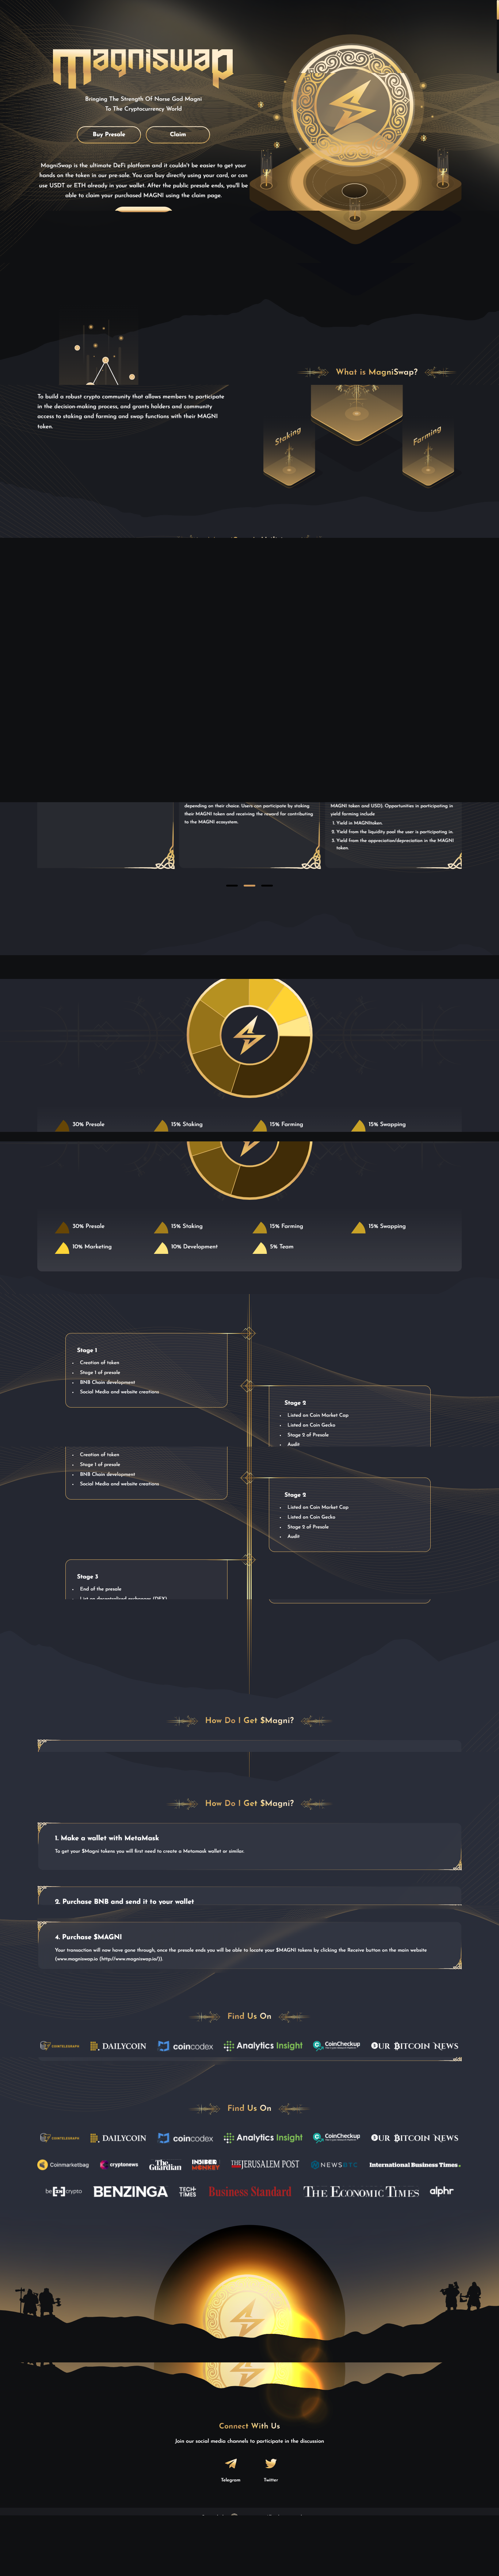 Magniswap
Bringing The Strength Of Norse God Magni
To The Cryptocurrency World
Buy Presale
Claim
MagniSwap is the ultimate DeFi platform and it couldn't be easier to get your
hands on the token in our pre-sale. You can buy directly using your card, or can
use USDT or ETH already in your wallet. After the public presale ends, you'll be
able to claim your purchased MAGNI using the claim page.
What is MagniSwap?
To build a robust crypto community that allows members to participate
in the decision-making process, and grants holders and community
access to staking and farming and swap functions with their MAGNI
token.
Staking
Farming
depending on their choice. Users can participate by staking
their MAGNI token and receiving the reward for contributing
to the MAGNI ecosystem.
MAGNI token and USD). Opportunities in participating in
yield farming include
1. Yield in MAGNItoken.
2. Yield from the liquidity pool the user is participating in.
3. Yield from the appreciation/depreciation in the MAGNI
token.
30% Presale
15% Staking
15% Farming
15% Swapping
30% Presale
15% Staking
15% Farming
15% Swapping
10% Marketing
10% Development
5% Team
Stage 1
Creation of token
Stage 1 of presale
BNB Chain development
Social Media and website creations
Stage 2
Listed on Coin Market Cap
Listed on Coin Gecko
Stage 2 of Presale
Audit
Creation of token
Stage 1 of presale
BNB Chain development
Social Media and website creations
Stage 2
Listed on Coin Market Cap
Listed on Coin Gecko
Stage 2 of Presale
Audit
Stage 3
End of the presale
List on decentralised exchanges (DEX)
How Do I Get $Magni?
How Do I Get $Magni?
1. Make a wallet with MetaMask
To get your $Magni tokens you will first need to create a Metamask wallet or similar.
2. Purchase BNB and send it to your wallet
4. Purchase $MAGNI
Your transaction will now have gone through, once the presale ends you will be able to locate your $MAGNI tokens by clicking the Receive button on the main website
(www.magniswap.io (http://www.magniswap.io/)).
Find Us On
COINTELEGRAPH
DAILYCOIN
coincodex
Analytics Insight
CoinCheckup
OUR BITCOIN NEWS
Find Us On
COINTELEGRAPH
DAILYCOIN
coincodex
Analytics Insight
CoinCheckup
OUR BITCOIN NEWS
Coinmarketbag
cryptonews
The Guardian
INSIDER MONKEY
THE JERUSALEM POST
NEWSBTC
International Business Times.
be[in]crypto
BENZINGA
TECH TIMES
Business Standard
THE ECONOMIC TIMES
alphr
Connect With Us
Join our social media channels to participate in the discussion
Telegram
Twitter